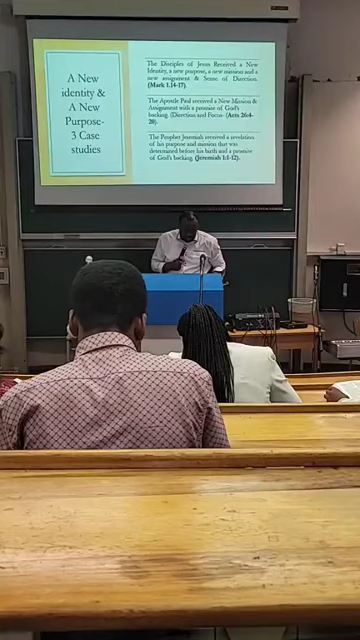 A New
identity &
A New
Purpose-
3 Case
studies
The Disciples of Jesus Received a New
Identity, a new purpose, a new mission and a
new assignment & Sense of Direction.
(Mark 1.14-17).
The Apostle Paul received a New Mission &
Assignment with a promise of God's
backing (Direction and Focus- (Acts 26:4-
20).
The Prophet Jeremiah received a revelation
of his purpose and mission that was
determined before his birth and a promise
of God's backing. (Jeremiah 1:1-12).